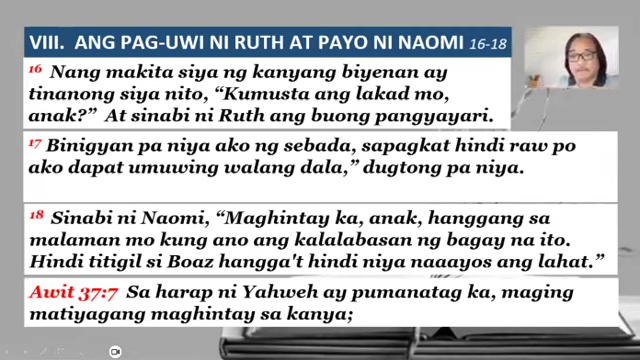 VIII. ANG PAG-UWI NI RUTH AT PAYO NI NAOMI 16-18
16 Nang makita siya ng kanyang biyenan ay
tinanong siya nito, “Kumusta ang lakad mo,
anak?” At sinabi ni Ruth ang buong pangyayari.
17 Binigyan pa niya ako ng sebada, sapagkat hindi raw po
ako dapat umuwing walang dala,” dugtong pa niya.
18 Sinabi ni Naomi, “Maghintay ka, anak, hanggang sa
malaman mo kung ano ang kalalabasan ng bagay na ito.
Hindi titigil si Boaz hangga't hindi niya naaayos ang lahat.”
Awit 37:7 Sa harap ni Yahweh ay pumanatag ka, maging
matiyagang maghintay sa kanya;